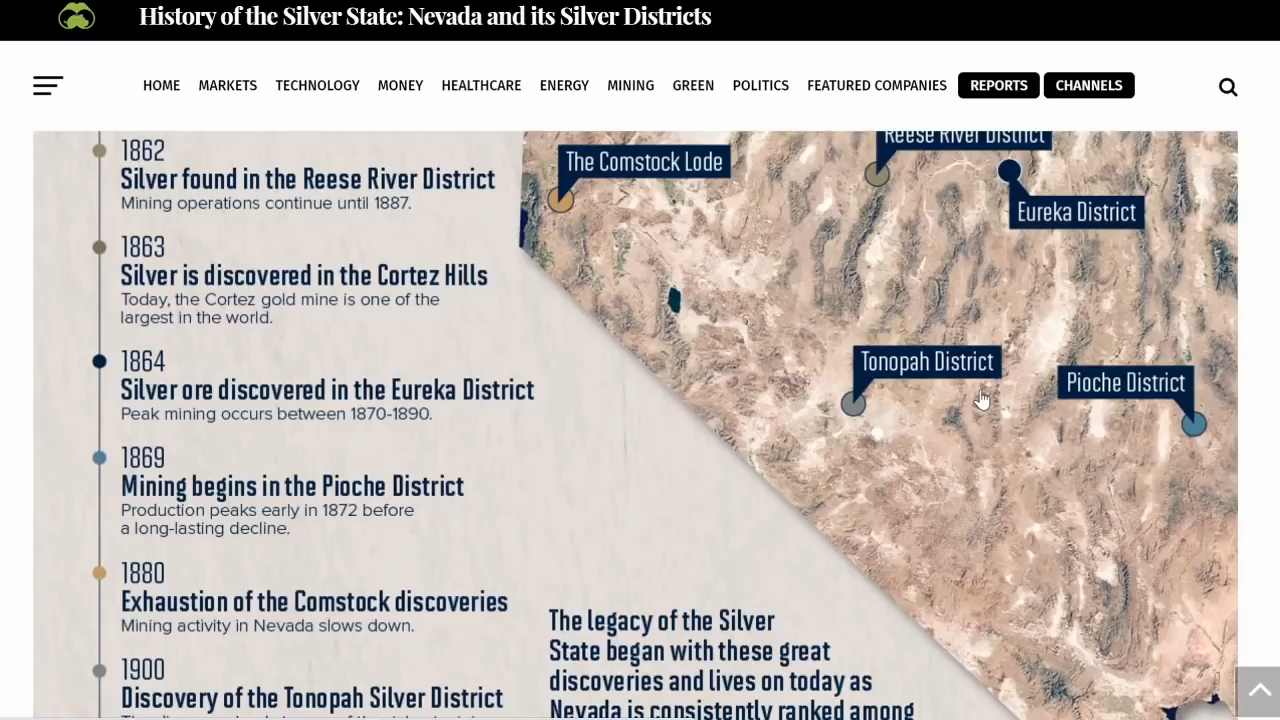 History of the Silver State: Nevada and its Silver Districts
HOME MARKETS TECHNOLOGY MONEY HEALTHCARE ENERGY MINING GREEN POLITICS FEATURED COMPANIES REPORTS CHANNELS
1862
Silver found in the Reese River District
Mining operations continue until 1887.
1863
Silver is discovered in the Cortez Hills
Today, the Cortez gold mine is one of the
largest in the world.
1864
Silver ore discovered in the Eureka District
Peak mining occurs between 1870-1890.
1869
Mining begins in the Pioche District
Production peaks early in 1872 before
a long-lasting decline.
1880
Exhaustion of the Comstock discoveries
Mining activity in Nevada slows down.
1900
Discovery of the Tonopah Silver District
The Comstock Lode
Reese River District
Eureka District
Tonopah District
Pioche District
The legacy of the Silver
State began with these great
discoveries and lives on today as
Nevada is consistently ranked among